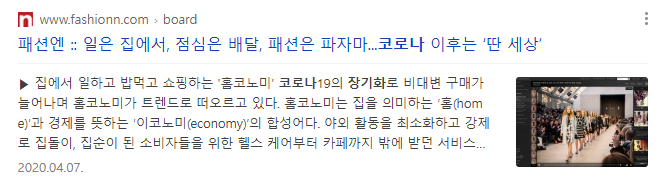 www.fashionn.com › board
패션엔 :: 일은 집에서, 점심은 배달, 패션은 파자마...코로나 이후는 ‘딴 세상’
▶ 집에서 일하고 밥먹고 쇼핑하는 '홈코노미' 코로나19의 장기화로 비대변 구매가
늘어나며 홈코노미가 트렌드로 떠오르고 있다. 홈코노미는 집을 의미하는 ‘홈(hom
e)’과 경제를 뜻하는 ‘이코노미(economy)’의 합성어다. 야외 활동을 최소화하고 강제
로 집돌이, 집순이 된 소비자들을 위한 헬스 케어부터 카페까지 밖에 받던 서비스...
2020.04.07.